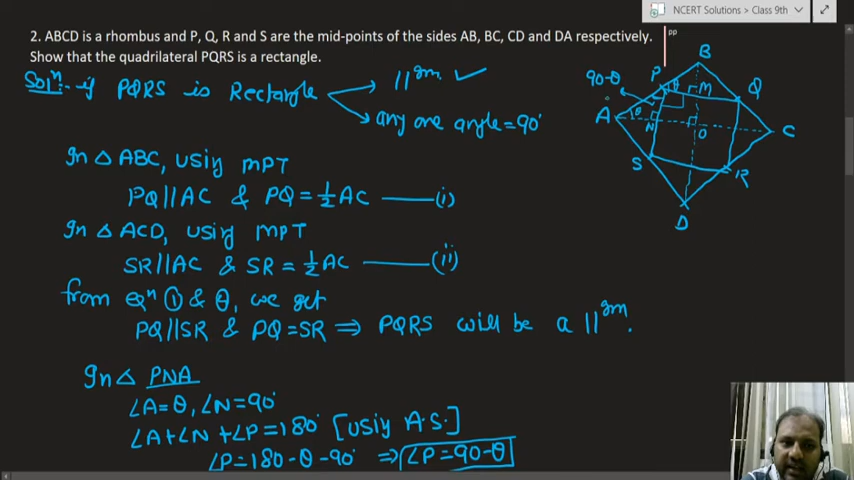 NCERT Solutions > Class 9th
2. ABCD is a rhombus and P, Q, R and S are the mid-points of the sides AB, BC, CD and DA respectively.
Show that the quadrilateral PQRS is a rectangle.
pp
Solⁿ:- if PQRS is Rectangle
||gm
any one angle=90°
90-θ
P
B
Q
θ
M
A
θ
N
O
C
S
R
D
In △ ABC, using MPT
PQ||AC & PQ=½AC ——(i)
In △ ACD, using MPT
SR||AC & SR=½AC ——(ii)
from Eqⁿ ① & ②, we get
PQ||SR & PQ=SR ⇒ PQRS will be a ||gm.
In △ PNA
∠A=θ, ∠N=90°
∠A+∠N+∠P=180° [using A.S.]
∠P=180-θ-90° ⇒ ∠P=90-θ